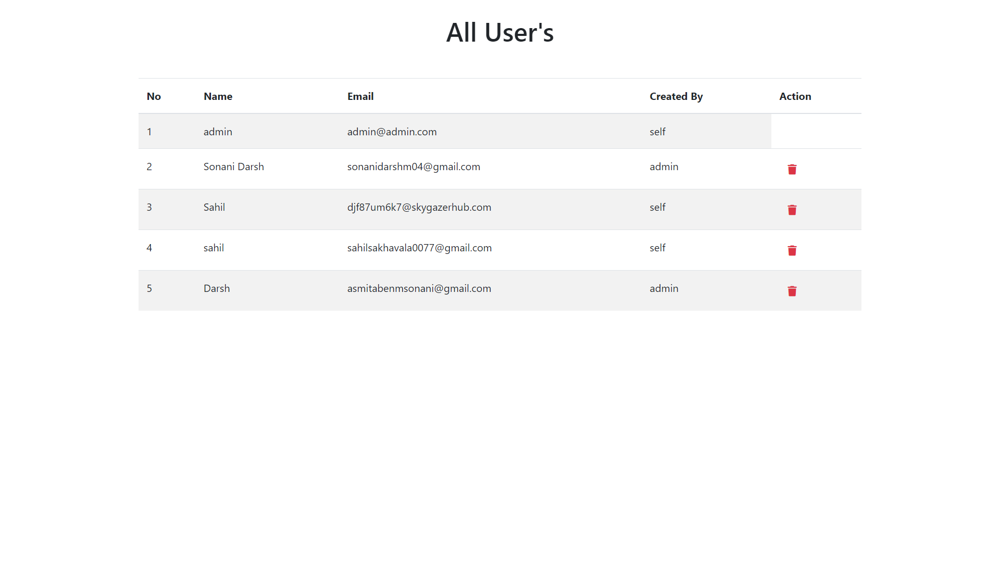 All User's
No Name Email Created By Action
1 admin admin@admin.com self
2 Sonani Darsh sonanidarshm04@gmail.com admin
3 Sahil djf87um6k7@skygazerhub.com self
4 sahil sahilsakhavala0077@gmail.com self
5 Darsh asmitabenmsonani@gmail.com admin